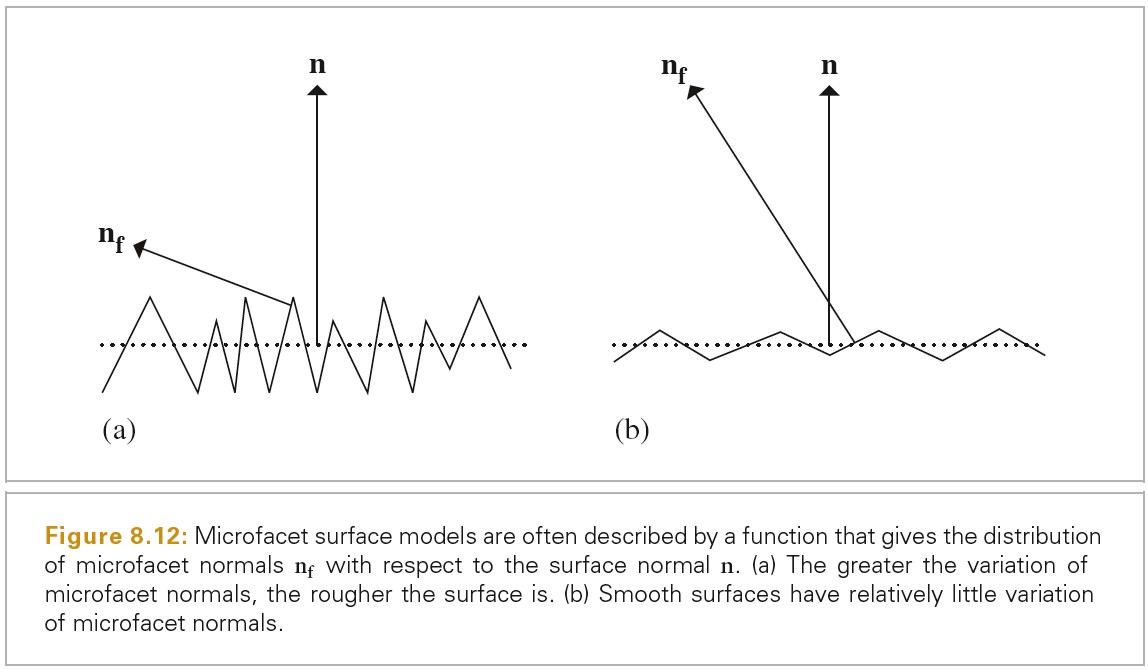 n
n_f
(a)
n_f
n
(b)
Figure 8.12: Microfacet surface models are often described by a function that gives the distribution
of microfacet normals n_f with respect to the surface normal n. (a) The greater the variation of
microfacet normals, the rougher the surface is. (b) Smooth surfaces have relatively little variation
of microfacet normals.